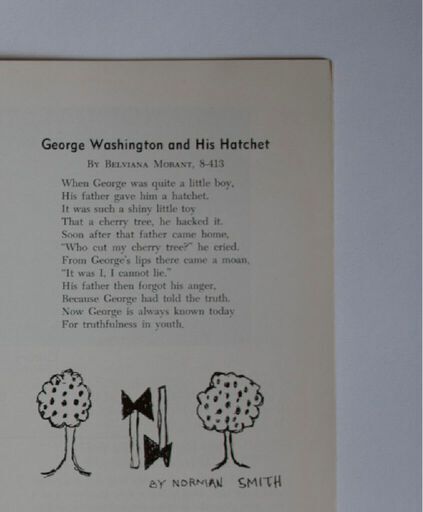 George Washington and His Hatchet
By Belviana Morant, 8-413
When George was quite a little boy,
His father gave him a hatchet.
It was such a shiny little toy
That a cherry tree, he hacked it.
Soon after that father came home,
"Who cut my cherry tree?" he cried.
From George's lips there came a moan,
"It was I, I cannot lie."
His father then forgot his anger,
Because George had told the truth.
Now George is always known today
For truthfulness in youth.
BY NORMAN SMITH